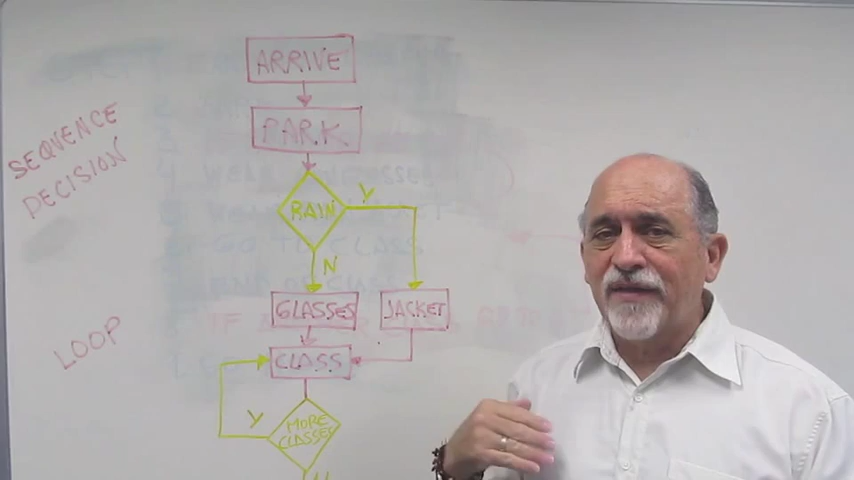 ARRIVE
PARK
SEQUENCE
DECISION
RAIN
Y
N
GLASSES
JACKET
LOOP
CLASS
Y
MORE
CLASSES